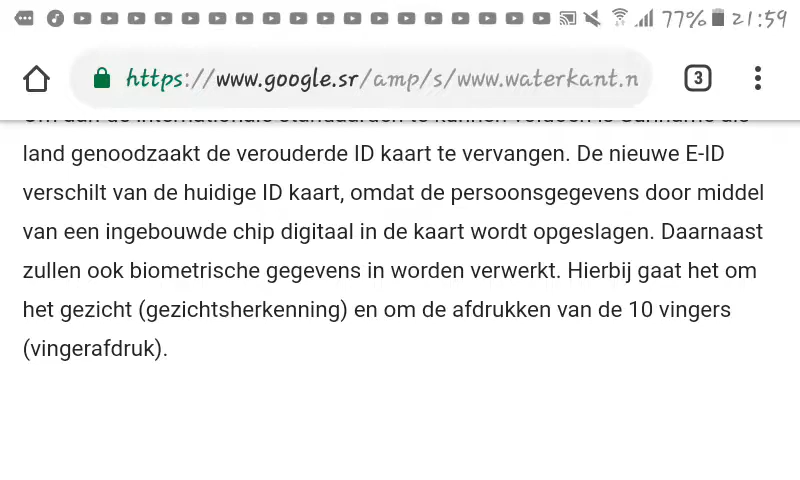 77% 21:59
https://www.google.sr/amp/s/www.waterkant.n
3
land genoodzaakt de verouderde ID kaart te vervangen. De nieuwe E-ID
verschilt van de huidige ID kaart, omdat de persoonsgegevens door middel
van een ingebouwde chip digitaal in de kaart wordt opgeslagen. Daarnaast
zullen ook biometrische gegevens in worden verwerkt. Hierbij gaat het om
het gezicht (gezichtsherkenning) en om de afdrukken van de 10 vingers
(vingerafdruk).